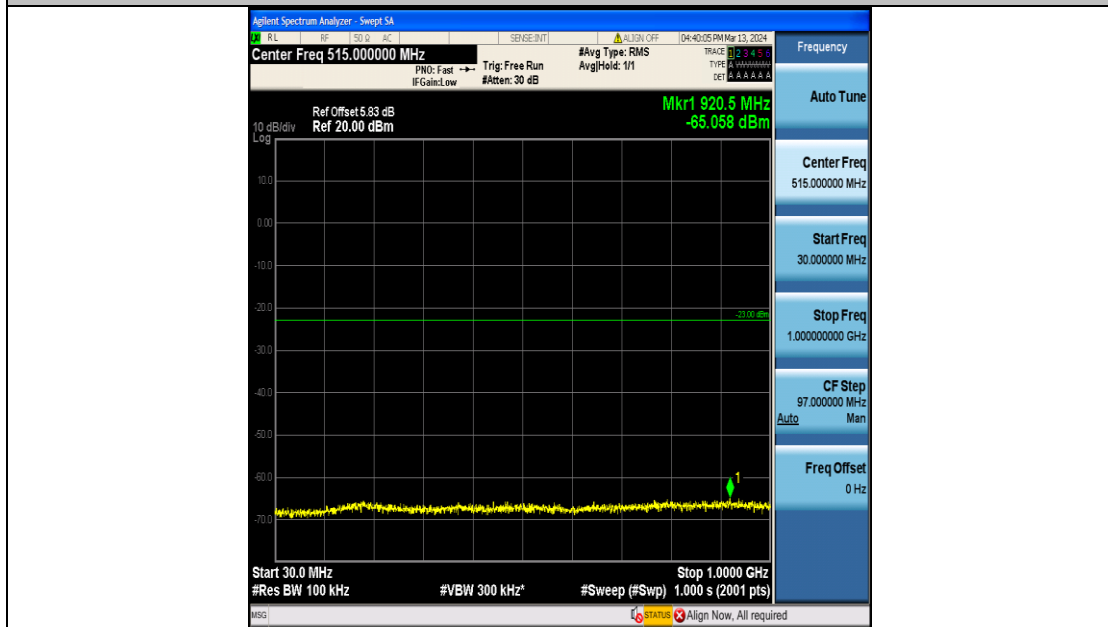 Agilent Spectrum Analyzer - Swept SA
LXI RL RF 50 Ω AC SENSE:INT ALIGN OFF 04:40:05 PM Mar 13, 2024
Center Freq 515.000000 MHz #Avg Type: RMS TRACE 1 2 3 4 5 6
PNO: Fast Trig: Free Run Avg|Hold: 1/1 TYPE A WWWWW
IFGain:Low #Atten: 30 dB DET A A A A A A
Frequency
Mkr1 920.5 MHz
Ref Offset 5.83 dB
-65.058 dBm
10 dB/div Ref 20.00 dBm
Log
10.0
0.00
-10.0
-20.0
-23.00 dBm
-30.0
-40.0
-50.0
-60.0
1
-70.0
Start 30.0 MHz Stop 1.0000 GHz
#Res BW 100 kHz #VBW 300 kHz* #Sweep (#Swp) 1.000 s (2001 pts)
Auto Tune
Center Freq
515.000000 MHz
Start Freq
30.000000 MHz
Stop Freq
1.000000000 GHz
CF Step
97.000000 MHz
Auto Man
Freq Offset
0 Hz
MSG STATUS Align Now, All required